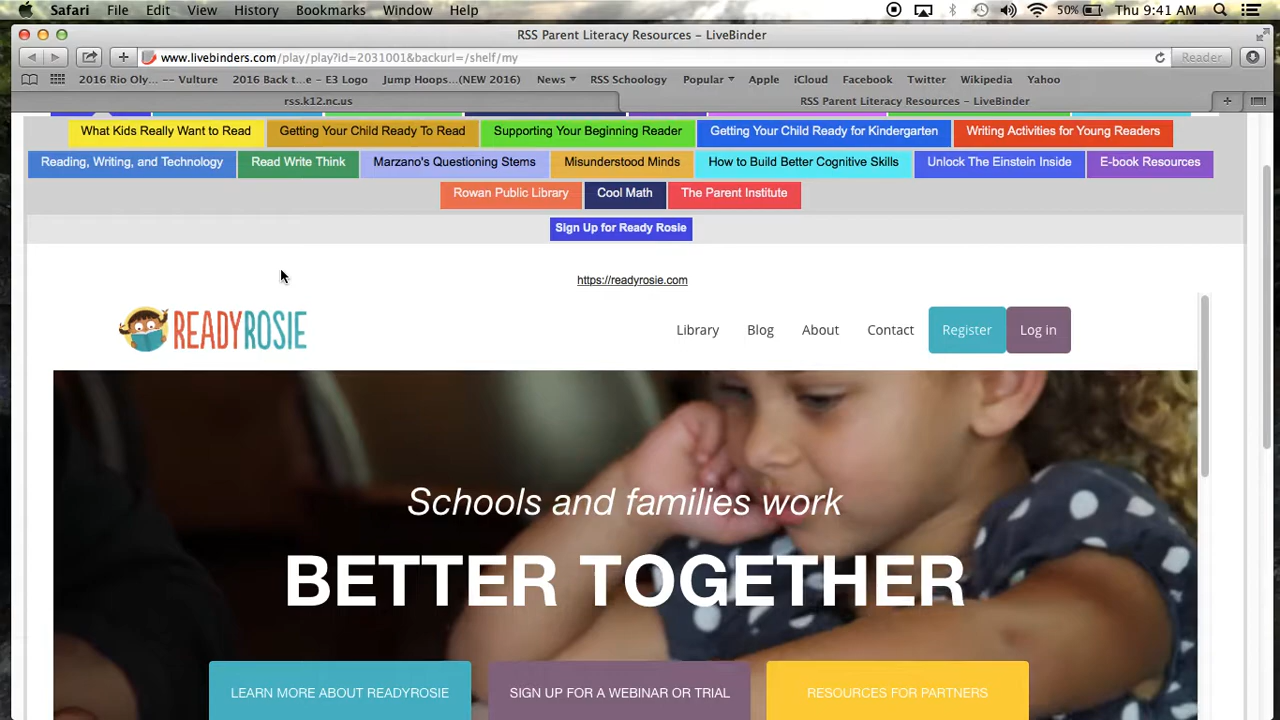 Safari File Edit View History Bookmarks Window Help 50% Thu 9:41 AM
RSS Parent Literacy Resources - LiveBinder
www.livebinders.com/play/play?id=2031001&backurl=/shelf/my Reader
2016 Rio Oly... -- Vulture 2016 Back t...e - E3 Logo Jump Hoops...(NEW 2016) News RSS Schoology Popular Apple iCloud Facebook Twitter Wikipedia Yahoo
rss.k12.nc.us RSS Parent Literacy Resources - LiveBinder
What Kids Really Want to Read Getting Your Child Ready To Read Supporting Your Beginning Reader Getting Your Child Ready for Kindergarten Writing Activities for Young Readers
Reading, Writing, and Technology Read Write Think Marzano's Questioning Stems Misunderstood Minds How to Build Better Cognitive Skills Unlock The Einstein Inside E-book Resources
Rowan Public Library Cool Math The Parent Institute
Sign Up for Ready Rosie
https://readyrosie.com
READYROSIE Library Blog About Contact Register Log in
Schools and families work
BETTER TOGETHER
LEARN MORE ABOUT READYROSIE SIGN UP FOR A WEBINAR OR TRIAL RESOURCES FOR PARTNERS